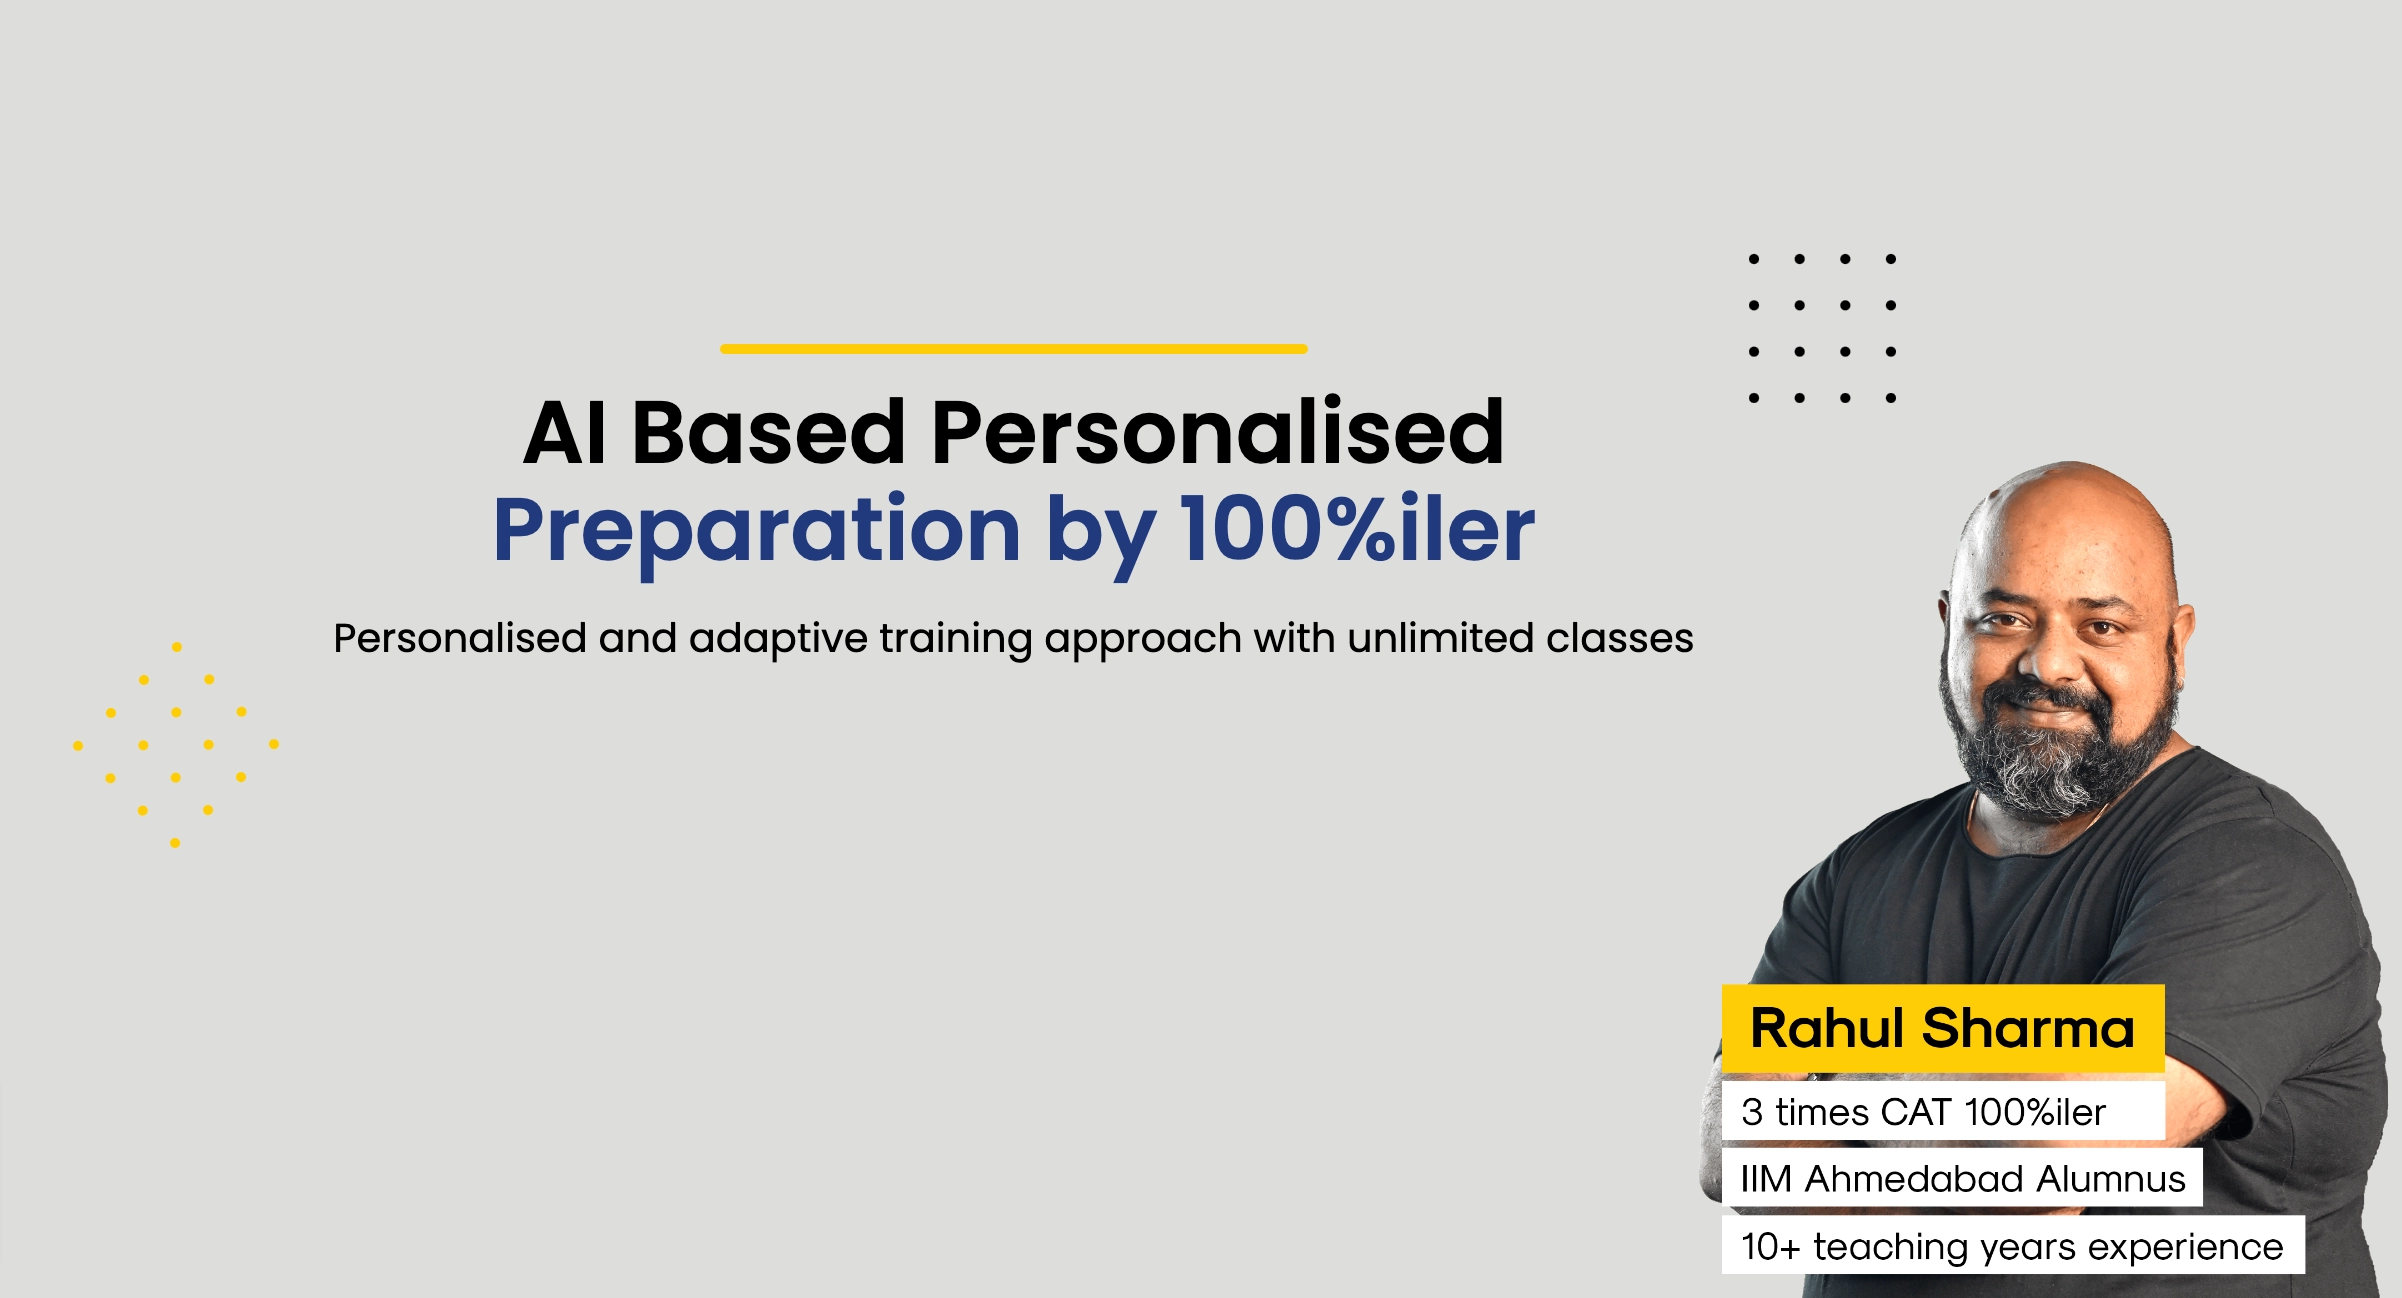 AI Based Personalised
Preparation by 100%iler
Personalised and adaptive training approach with unlimited classes
Rahul Sharma
3 times CAT 100%iler
IIM Ahmedabad Alumnus
10+ teaching years experience